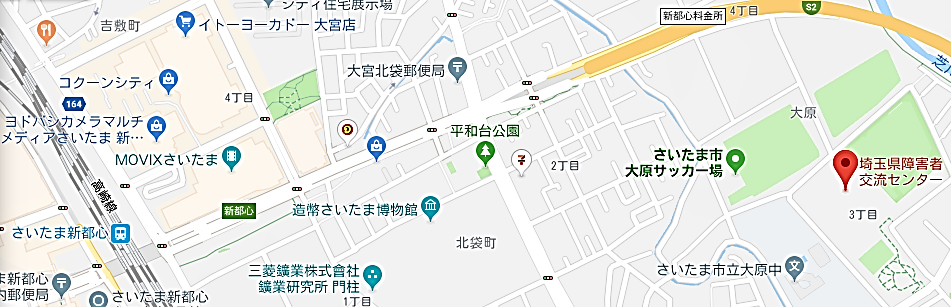 シティ住宅展示場
吉敷町
イトーヨーカドー 大宮店
新都心料金所
4丁目
S2
大宮北袋郵便局
コクーンシティ
164
4丁目
ヨドバシカメラマルチ
メディアさいたま 新…
平和台公園
大原
芝
MOVIXさいたま
2丁目
さいたま市
大原サッカー場
埼玉県障害者
交流センター
高崎線
新都心
造幣さいたま博物館
3丁目
さいたま新都心
北袋町
三菱鑛業株式會社
鑛業研究所 門柱
さいたま市立大原中
ま新都心
内郵便局
さいたま新都心
1丁目